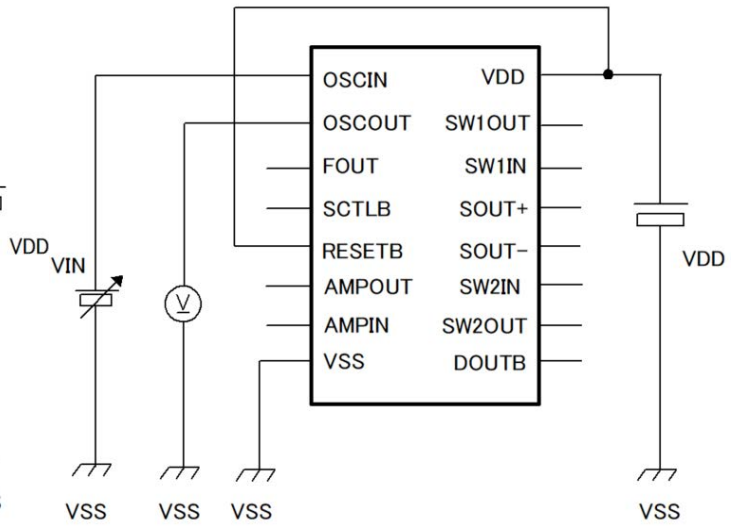 OSCIN
OSCOUT
FOUT
SCTLB
RESETB
AMPOUT
AMPIN
VSS
VDD
SW1OUT
SW1IN
SOUT+
SOUT−
SW2IN
SW2OUT
DOUTB
VDD
VIN
V
VDD
VSS
VSS
VSS
VSS